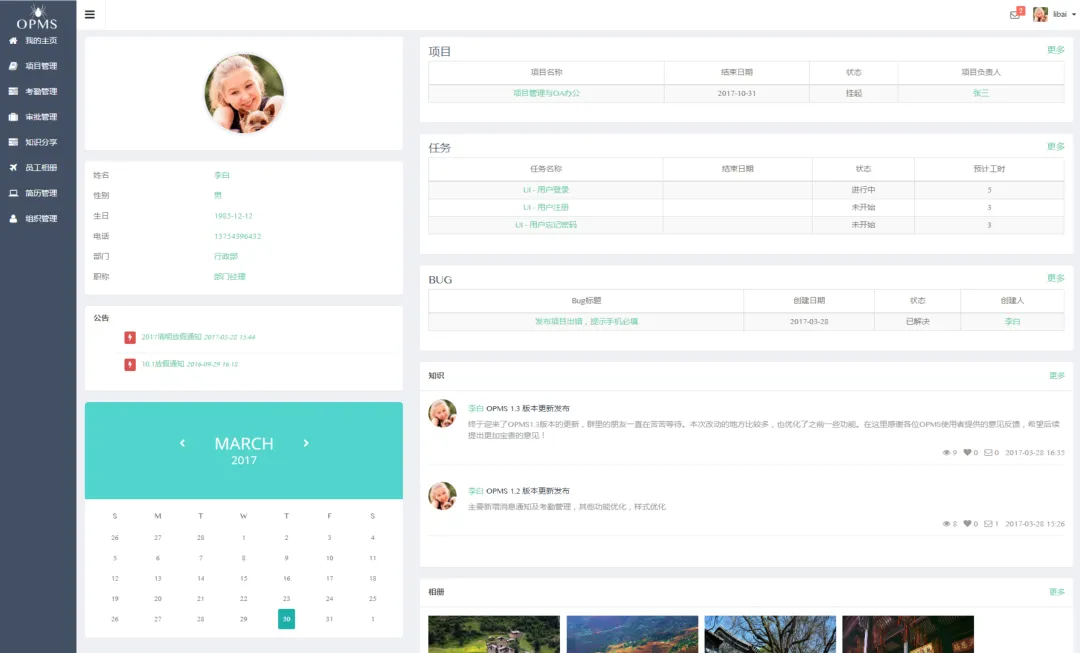 OPMS
2
libai
我的主页
项目管理
考勤管理
审批管理
知识分享
员工相册
简历管理
组织管理
姓名 李白
性别 男
生日 1985-12-12
电话 13754396432
部门 行政部
职称 部门经理
公告
2017清明放假通知 2017-03-28 15:44
10.1放假通知 2016-09-29 16:18
MARCH
2017
S M T W T F S
26 27 28 1 2 3 4
5 6 7 8 9 10 11
12 13 14 15 16 17 18
19 20 21 22 23 24 25
26 27 28 29 30 31 1
项目 更多
项目名称 结束日期 状态 项目负责人
项目管理与OA办公 2017-10-31 挂起 张三
任务 更多
任务名称 结束日期 状态 预计工时
UI - 用户登录 进行中 5
UI - 用户注册 未开始 3
UI - 用户忘记密码 未开始 3
BUG 更多
Bug标题 创建日期 状态 创建人
发布项目出错，提示手机必填 2017-03-28 已解决 李白
知识 更多
李白 OPMS 1.3 版本更新发布
终于迎来了OPMS1.3版本的更新，群里的朋友一直在苦苦等待。本次改动的地方比较多，也优化了之前一些功能。在这里感谢各位OPMS使用者提供的意见反馈，希望后续
提出更加宝贵的意见！
9 0 0 2017-03-28 16:35
李白 OPMS 1.2 版本更新发布
主要新增消息通知及考勤管理，其他功能优化，样式优化
8 0 1 2017-03-28 15:26
相册 更多